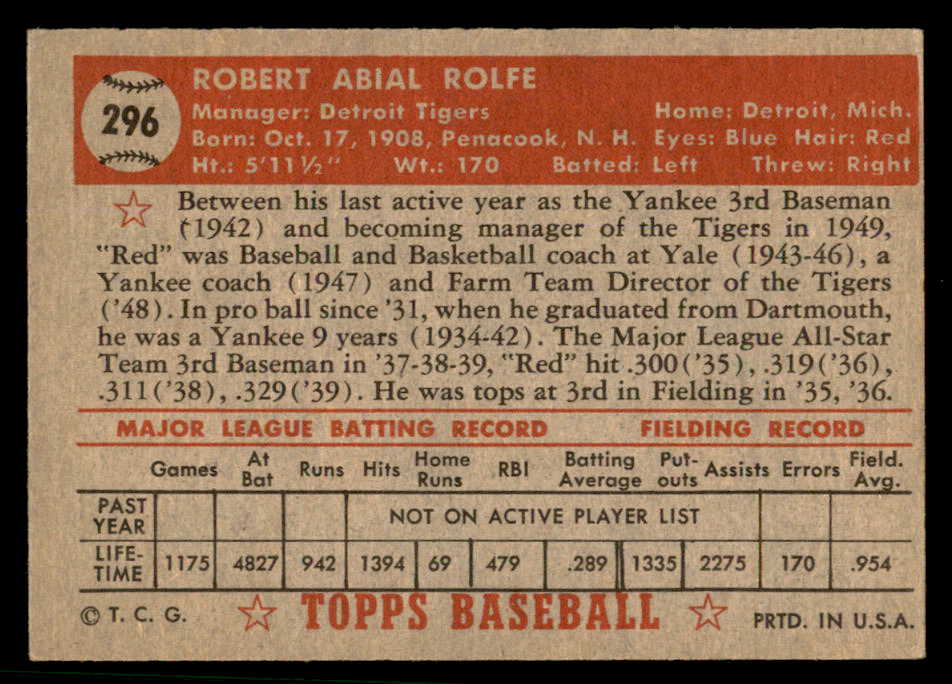 296
ROBERT ABIAL ROLFE
Manager: Detroit Tigers Home: Detroit, Mich.
Born: Oct. 17, 1908, Penacook, N. H. Eyes: Blue Hair: Red
Ht.: 5'11½" Wt.: 170 Batted: Left Threw: Right
Between his last active year as the Yankee 3rd Baseman
(1942) and becoming manager of the Tigers in 1949,
"Red" was Baseball and Basketball coach at Yale (1943-46), a
Yankee coach (1947) and Farm Team Director of the Tigers
('48). In pro ball since '31, when he graduated from Dartmouth,
he was a Yankee 9 years (1934-42). The Major League All-Star
Team 3rd Baseman in '37-38-39, "Red" hit .300('35), .319('36),
.311('38), .329('39). He was tops at 3rd in Fielding in '35, '36.
MAJOR LEAGUE BATTING RECORD FIELDING RECORD
Games At Bat Runs Hits Home Runs RBI Batting Average Put-outs Assists Errors Field. Avg.
PAST YEAR NOT ON ACTIVE PLAYER LIST
LIFE-TIME 1175 4827 942 1394 69 479 .289 1335 2275 170 .954
© T. C. G. TOPPS BASEBALL PRTD. IN U.S.A.